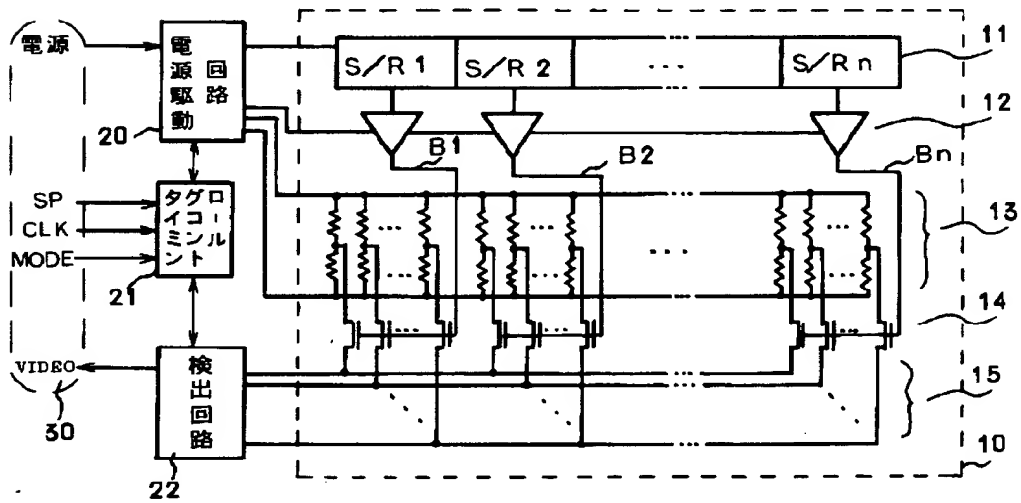 電源
電源駆動回路
20
S/R 1
S/R 2
...
S/R n
11
12
B1
B2
Bn
13
SP
CLK
MODE
タイミングコントロール
21
14
VIDEO
検出回路
15
30
22
10